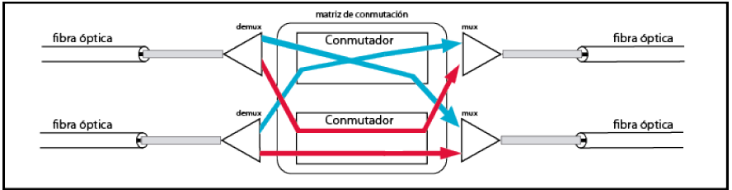 matriz de conmutación
demux
mux
fibra óptica
Conmutador
fibra óptica
demux
mux
fibra óptica
Conmutador
fibra óptica